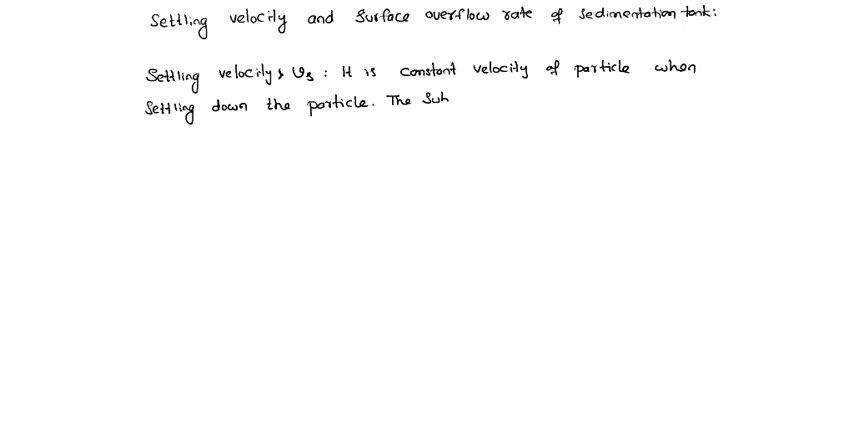 Settling velocity and Surface overflow rate of sedimentation tank:
Settling velocity, Vs : It is constant velocity of particle when
settling down the particle. The Suh